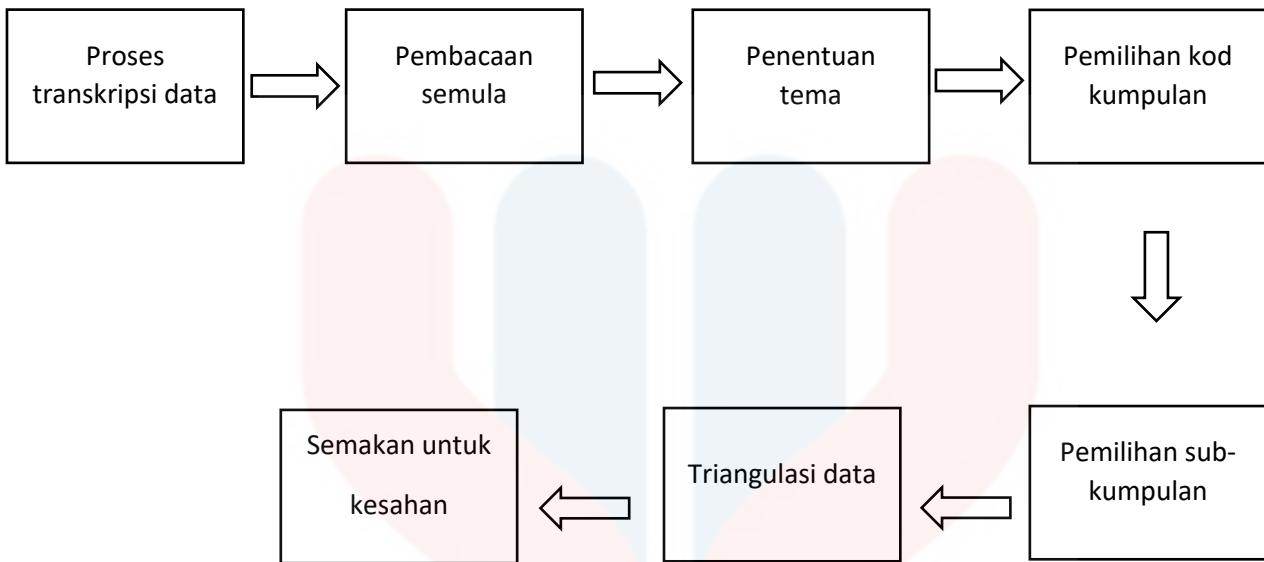 Proses
transkripsi data
Pembacaan
semula
Penentuan
tema
Pemilihan kod
kumpulan
Pemilihan sub-
kumpulan
Triangulasi data
Semakan untuk
kesahan